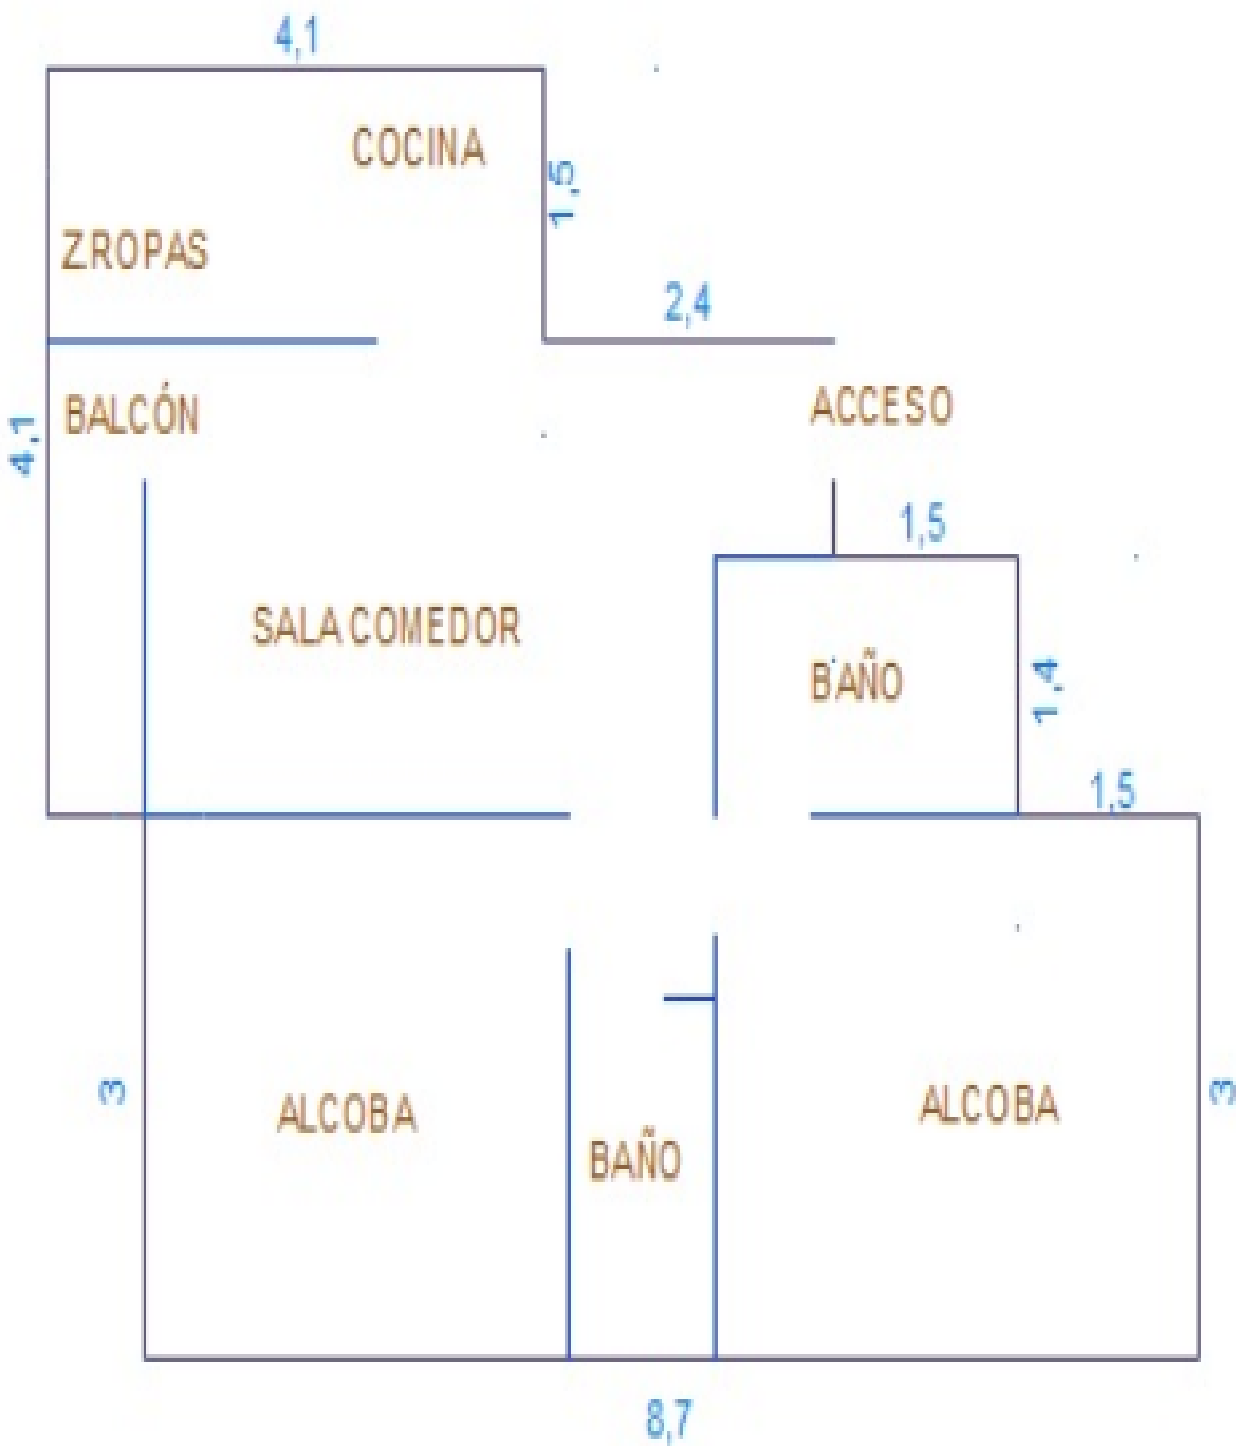 4,1
COCINA
1,5
ZROPAS
2,4
BALCÓN
ACCESO
4,1
1,5
SALA COMEDOR
BAÑO
1,4
1,5
3
ALCOBA
BAÑO
ALCOBA
3
8,7